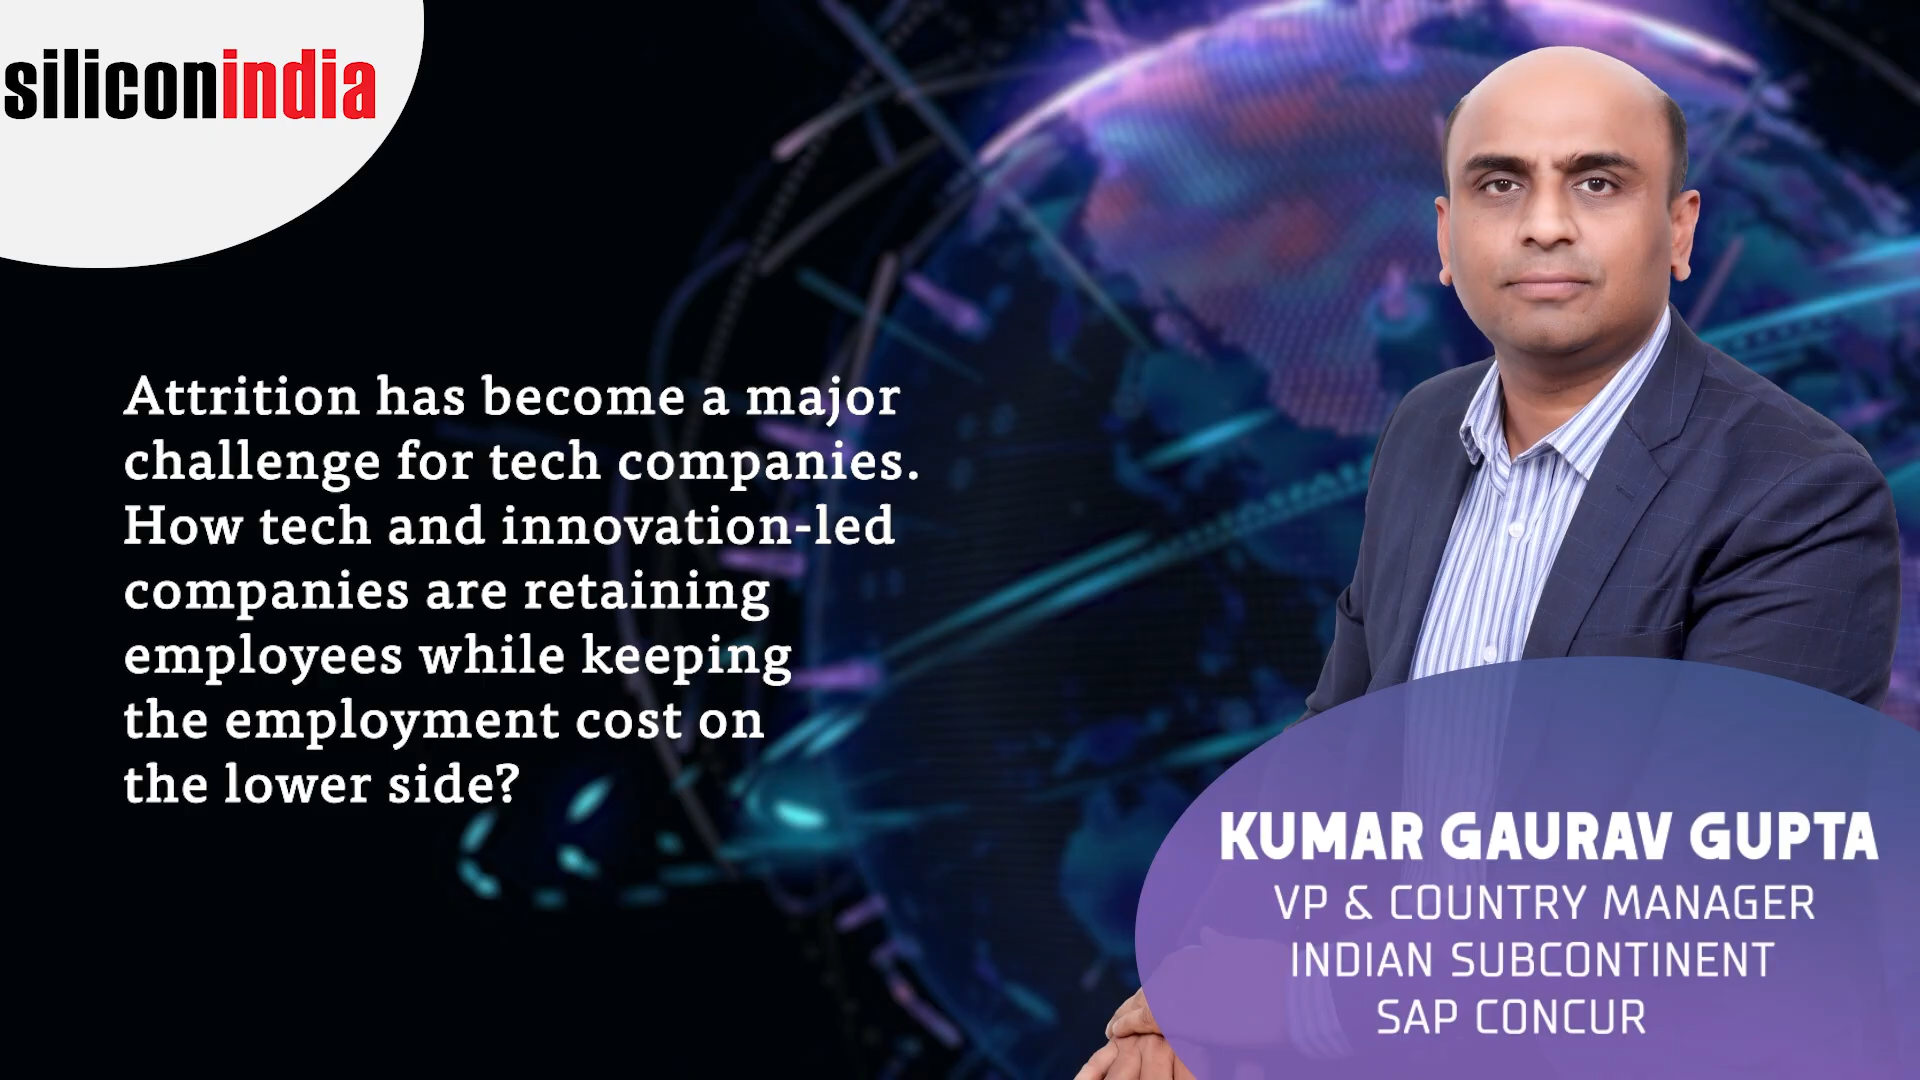 siliconindia
Attrition has become a major
challenge for tech companies.
How tech and innovation-led
companies are retaining
employees while keeping
the employment cost on
the lower side?
KUMAR GAURAV GUPTA
VP & COUNTRY MANAGER
INDIAN SUBCONTINENT
SAP CONCUR